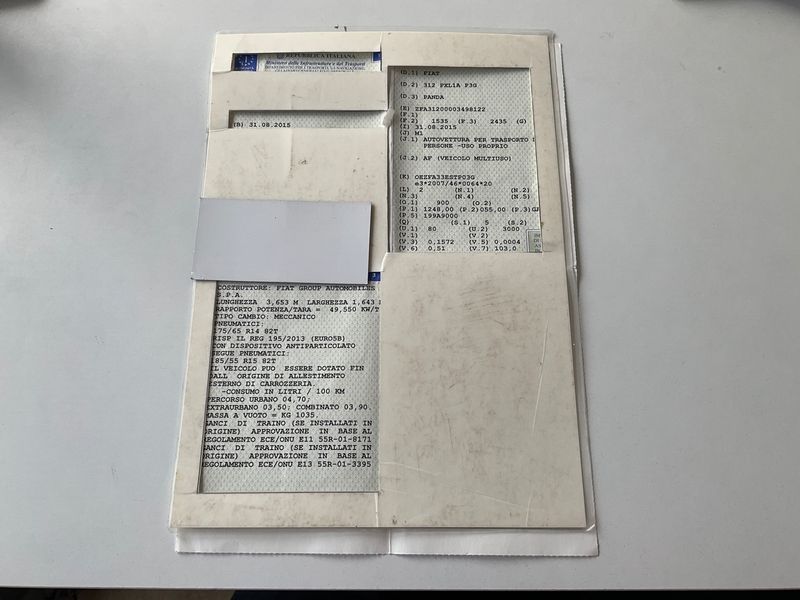 REPUBBLICA ITALIANA
Ministero delle Infrastrutture e dei Trasporti
DIPARTIMENTO PER I TRASPORTI, LA NAVIGAZIONE,
(B) 31.08.2015
(D.1) FIAT
(D.2) 312 PXL1A P3G
(D.3) PANDA
(E) ZFA31200003498122
(F.1)
(F.2) 1535 (F.3) 2435 (G)
(I) 31.08.2015
(J) M1
(J.1) AUTOVETTURA PER TRASPORTO
PERSONE -USO PROPRIO
(J.2) AF (VEICOLO MULTIUSO)
(K) OEZFA33ESTP03G
e3*2007/46*0064*20
(L) 2 (N.1) (N.2)
(N.3) (N.4) (N.5)
(O.1) 900 (O.2)
(P.1) 1248,00 (P.2)055,00 (P.3)GA
(P.5) 199A9000
(Q) (S.1) 5 (S.2)
(U.1) 80 (U.2) 3000
(V.1) (V.2)
(V.3) 0,1572 (V.5) 0,0004
(V.6) 0,51 (V.7) 103,0
COSTRUTTORE: FIAT GROUP AUTOMOBILES
S.P.A.
LUNGHEZZA 3,653 M LARGHEZZA 1,643
RAPPORTO POTENZA/TARA = 49,550 KW/T
TIPO CAMBIO: MECCANICO
PNEUMATICI:
175/65 R14 82T
RISP IL REG 195/2013 (EURO5B)
CON DISPOSITIVO ANTIPARTICOLATO
SEGUE PNEUMATICI:
185/55 R15 82T
IL VEICOLO PUO ESSERE DOTATO FIN
DALL ORIGINE DI ALLESTIMENTO
ESTERNO DI CARROZZERIA.
-CONSUMO IN LITRI / 100 KM
PERCORSO URBANO 04,70;
EXTRAURBANO 03,50; COMBINATO 03,90.
MASSA A VUOTO = KG 1035.
GANCI DI TRAINO (SE INSTALLATI IN
ORIGINE) APPROVAZIONE IN BASE AL
REGOLAMENTO ECE/ONU E11 55R-01-8171
GANCI DI TRAINO (SE INSTALLATI IN
ORIGINE) APPROVAZIONE IN BASE AL
REGOLAMENTO ECE/ONU E13 55R-01-3395